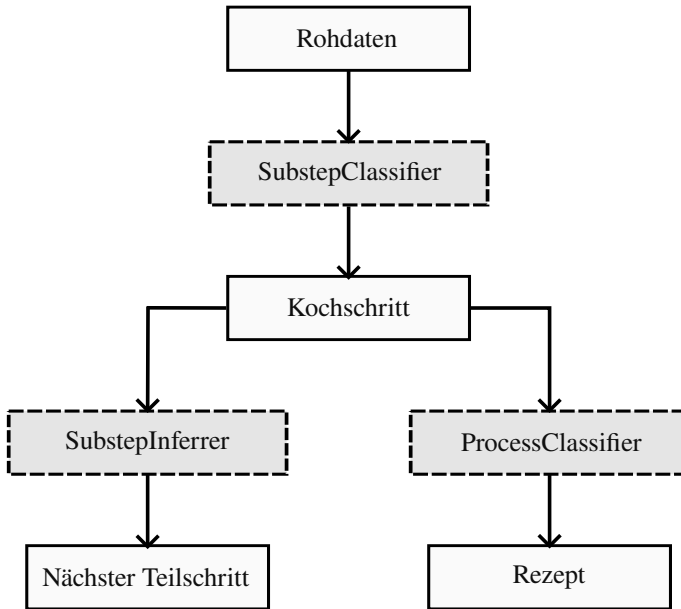 Rohdaten
SubstepClassifier
Kochschritt
SubstepInferrer
ProcessClassifier
Nächster Teilschritt
Rezept